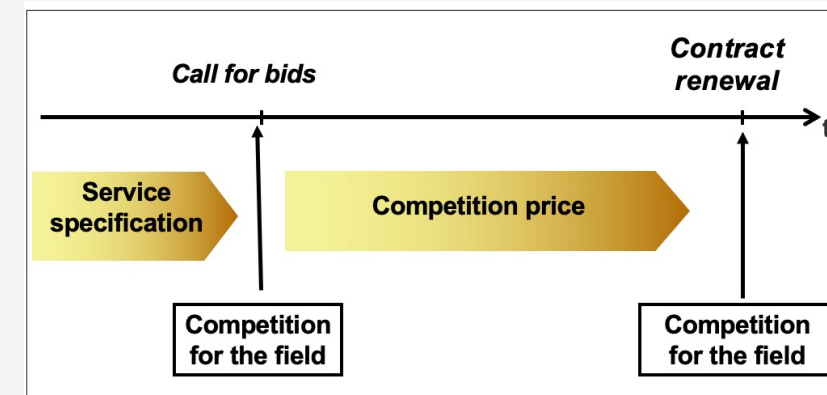 Call for bids
Contract
renewal
t
Service
specification
Competition price
Competition
for the field
Competition
for the field